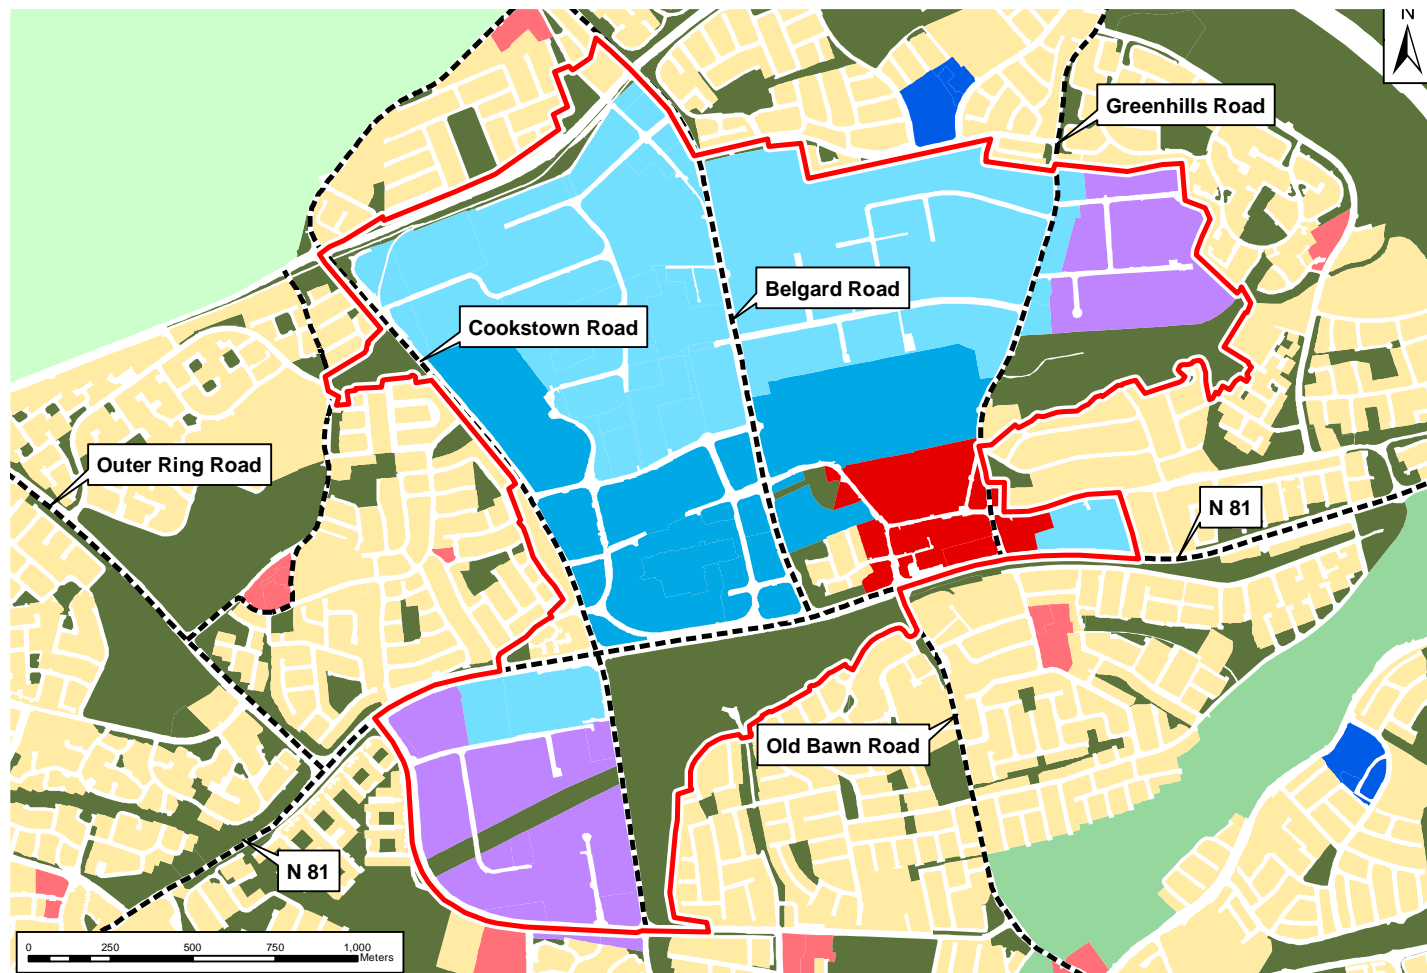 N
Greenhills Road
Belgard Road
Cookstown Road
Outer Ring Road
N 81
Old Bawn Road
N 81
0 250 500 750 1,000
Meters